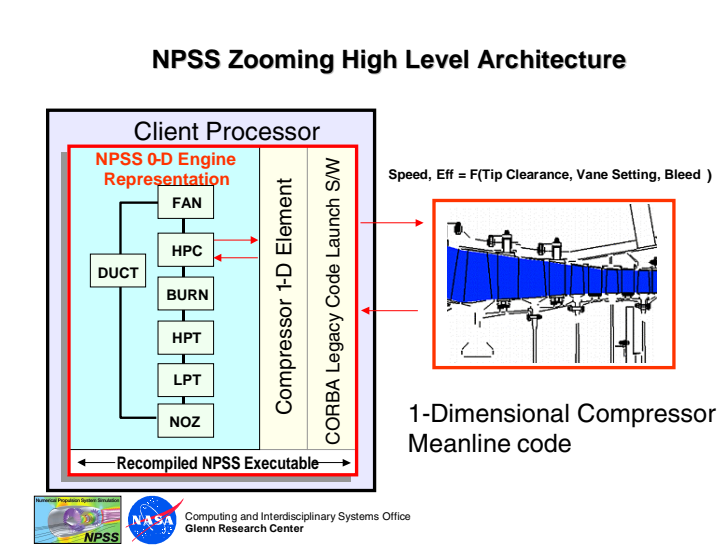 NPSS Zooming High Level Architecture
Client Processor
NPSS 0-D Engine
Representation
FAN
HPC
DUCT
BURN
HPT
LPT
NOZ
Compressor 1-D Element
CORBA Legacy Code Launch S/W
Recompiled NPSS Executable
Speed, Eff = F(Tip Clearance, Vane Setting, Bleed )
1-Dimensional Compressor
Meanline code
Numerical Propulsion System Simulation
NPSS
NASA
Computing and Interdisciplinary Systems Office
Glenn Research Center